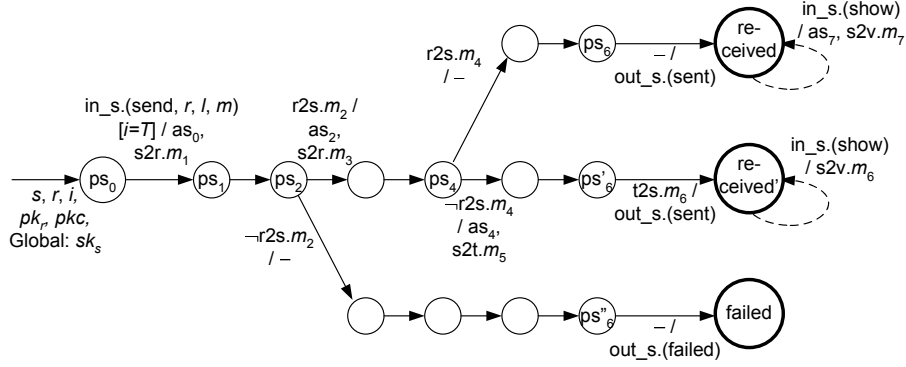 in_s.(show)
/ as7, s2v.m7
re-
ceived
ps6
r2s.m4
/ –
– /
out_s.(sent)
in_s.(send, r, l, m)
[i=T] / as0,
s2r.m1
r2s.m2 /
as2,
s2r.m3
in_s.(show)
/ s2v.m6
ps0
ps1
ps2
ps4
ps'6
re-
ceived'
s, r, i,
pkr, pkc,
Global: sks
¬r2s.m4
/ as4,
s2t.m5
t2s.m6 /
out_s.(sent)
¬r2s.m2
/ –
ps"6
failed
– /
out_s.(failed)